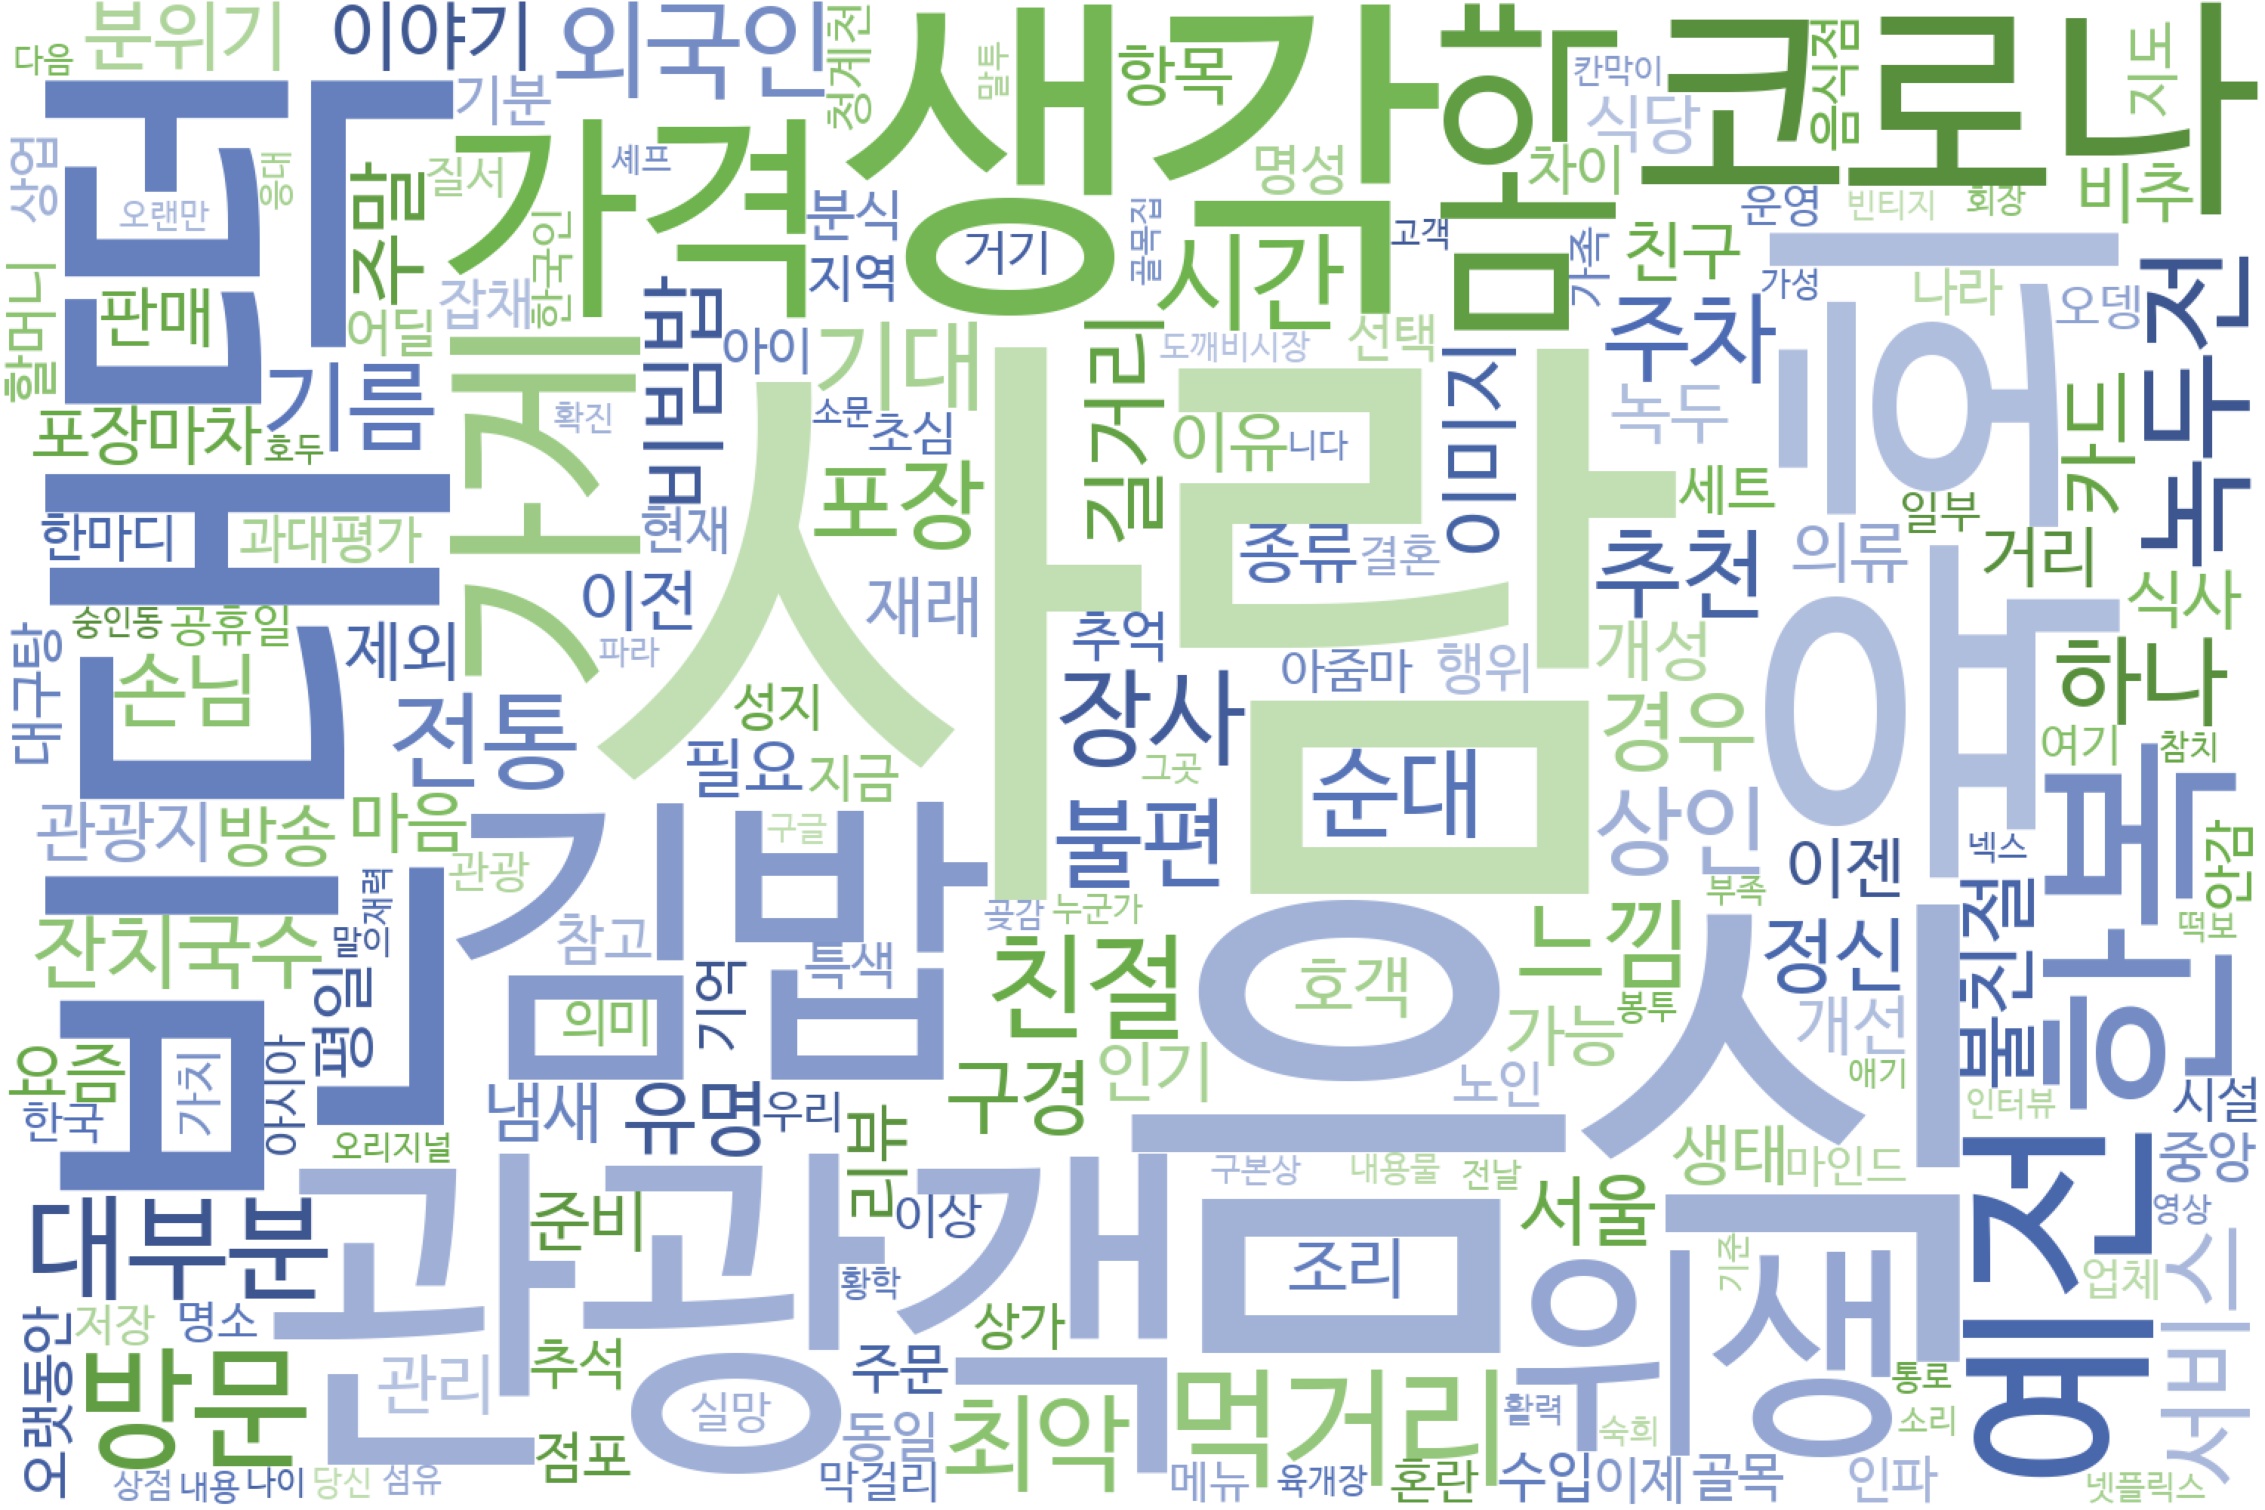 다음
분위기
이야기
외국인
청계천
말투
생각
항목
음악
칸막이
코로나
음식점
지도
비추
상업
오랜만
응대
기분
질서
주말
가격
셰프
한국인
분식
지역
거기
골목집
명성
시간
고객
차이
식당
운영
빈티지
회장
친구
가족
가성
나라
오뎅
녹두전
할머니
판매
어딜
잡채
비빔밥
아이
기대
길거리
도깨비시장
선택
이미지
주차
녹두
위험
카드
포장마차
호두
기름
가게
확진
소문
초심
사람
이유
니다
세트
일부
한마디
과대평가
현재
포장
종류
결혼
추천
의류
거리
식사
숭인동
공휴일
제외
이전
파라
재래
추억
아줌마
행위
개성
하나
대구탕
손님
전통
성지
필요
지금
장사
그곳
순대
경우
여기
참치
관광지
방송
마음
관광
김밥
구글
불편
상인
이젠
넥스
행복
안감
떡보
잔치국수
말이
재력
참고
특색
곶감
누군가
부족
친절
호객
느낌
정신
불친절
평일
의미
기억
가능
봉투
개선
요즘
한국
가치
아시아
냄새
유명
우리
구경
인기
노인
얘기
인터뷰
시설
오리지널
리뷰
음식
구본상
내용물
전날
생태
마인드
중앙
대부분
관광객
준비
이상
황학
조리
서울
위생
기준
예전
영상
업체
서비스
오랫동안
저장
명소
방문
관리
추석
실망
주문
상가
동일
최악
먹거리
활력
숙희
통로
소리
점포
막걸리
메뉴
육개장
혼란
수입
이제
골목
인파
넷플릭스
상점
내용
나이
당신
섬유